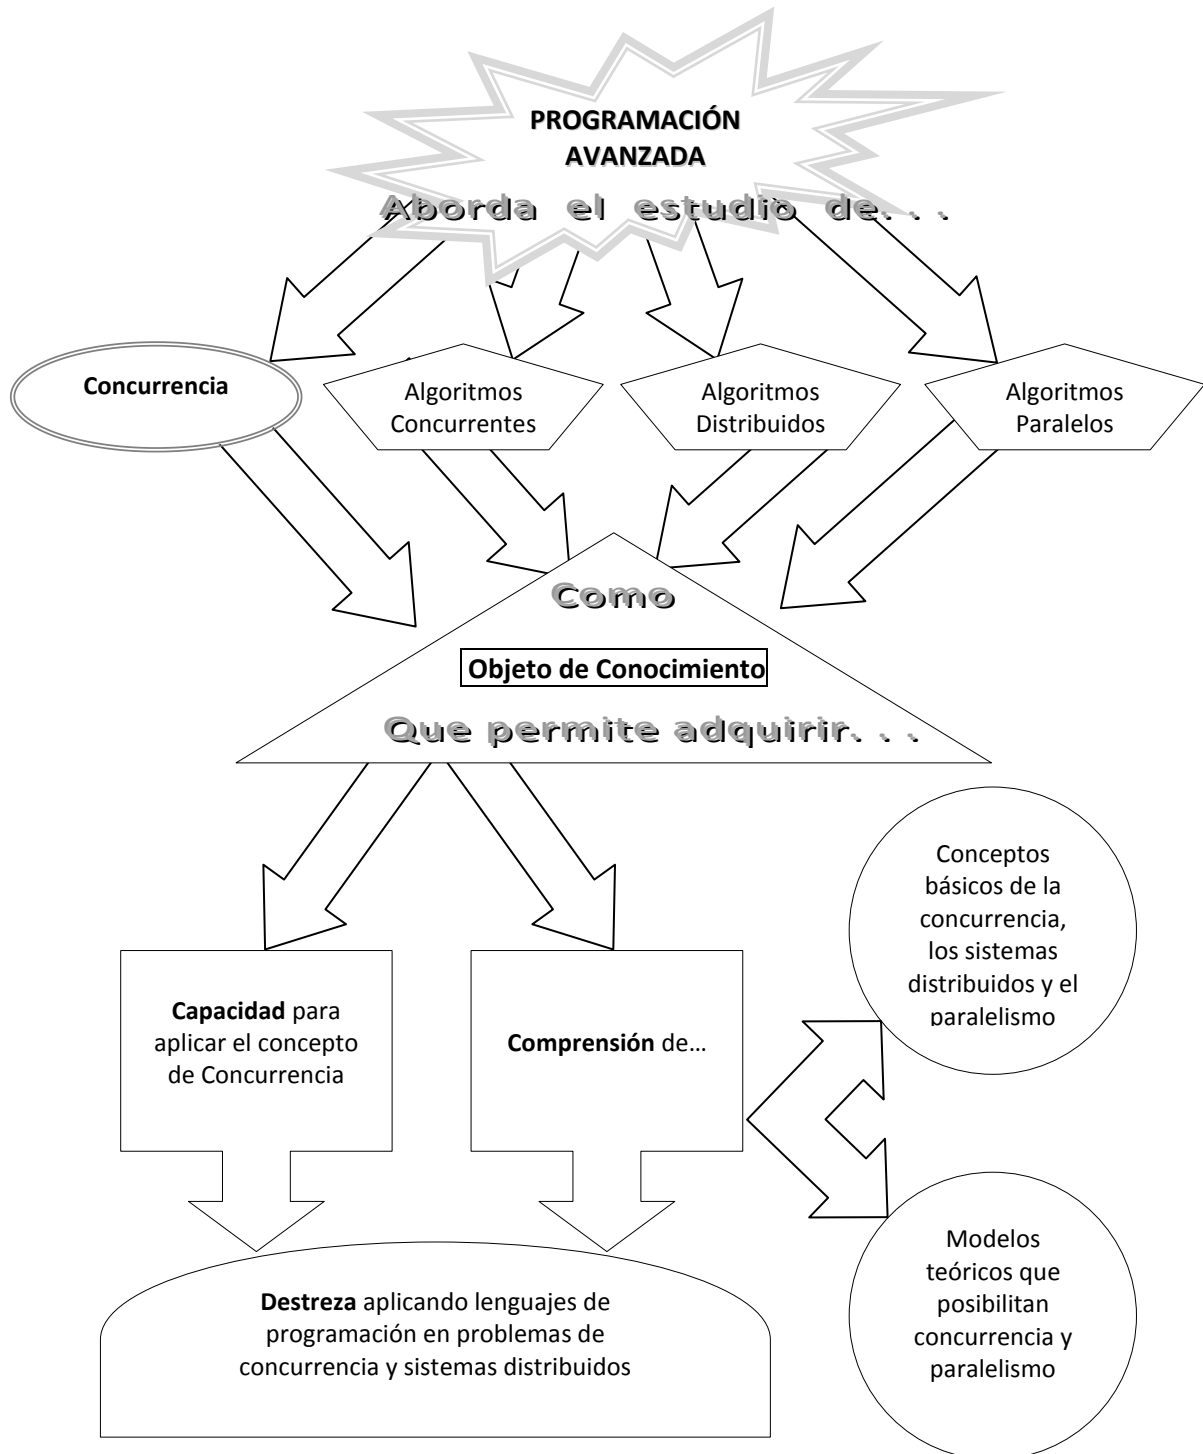 PROGRAMACIÓN
AVANZADA
Aborda el estudio de. . .
Concurrencia
Algoritmos
Concurrentes
Algoritmos
Distribuidos
Algoritmos
Paralelos
Como
Objeto de Conocimiento
Que permite adquirir. . .
Capacidad para
aplicar el concepto
de Concurrencia
Comprensión de...
Conceptos
básicos de la
concurrencia,
los sistemas
distribuidos y el
paralelismo
Modelos
teóricos que
posibilitan
concurrencia y
paralelismo
Destreza aplicando lenguajes de
programación en problemas de
concurrencia y sistemas distribuidos